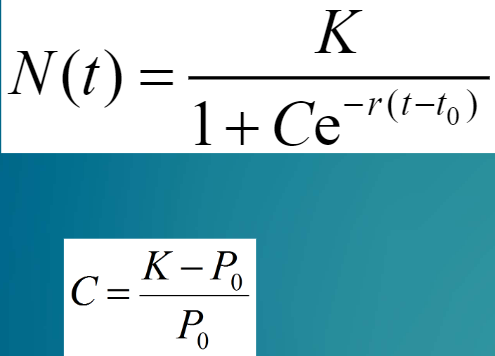 N(t) = K / (1 + Ce^{-r(t-t_0)})
C = (K - P_0) / P_0